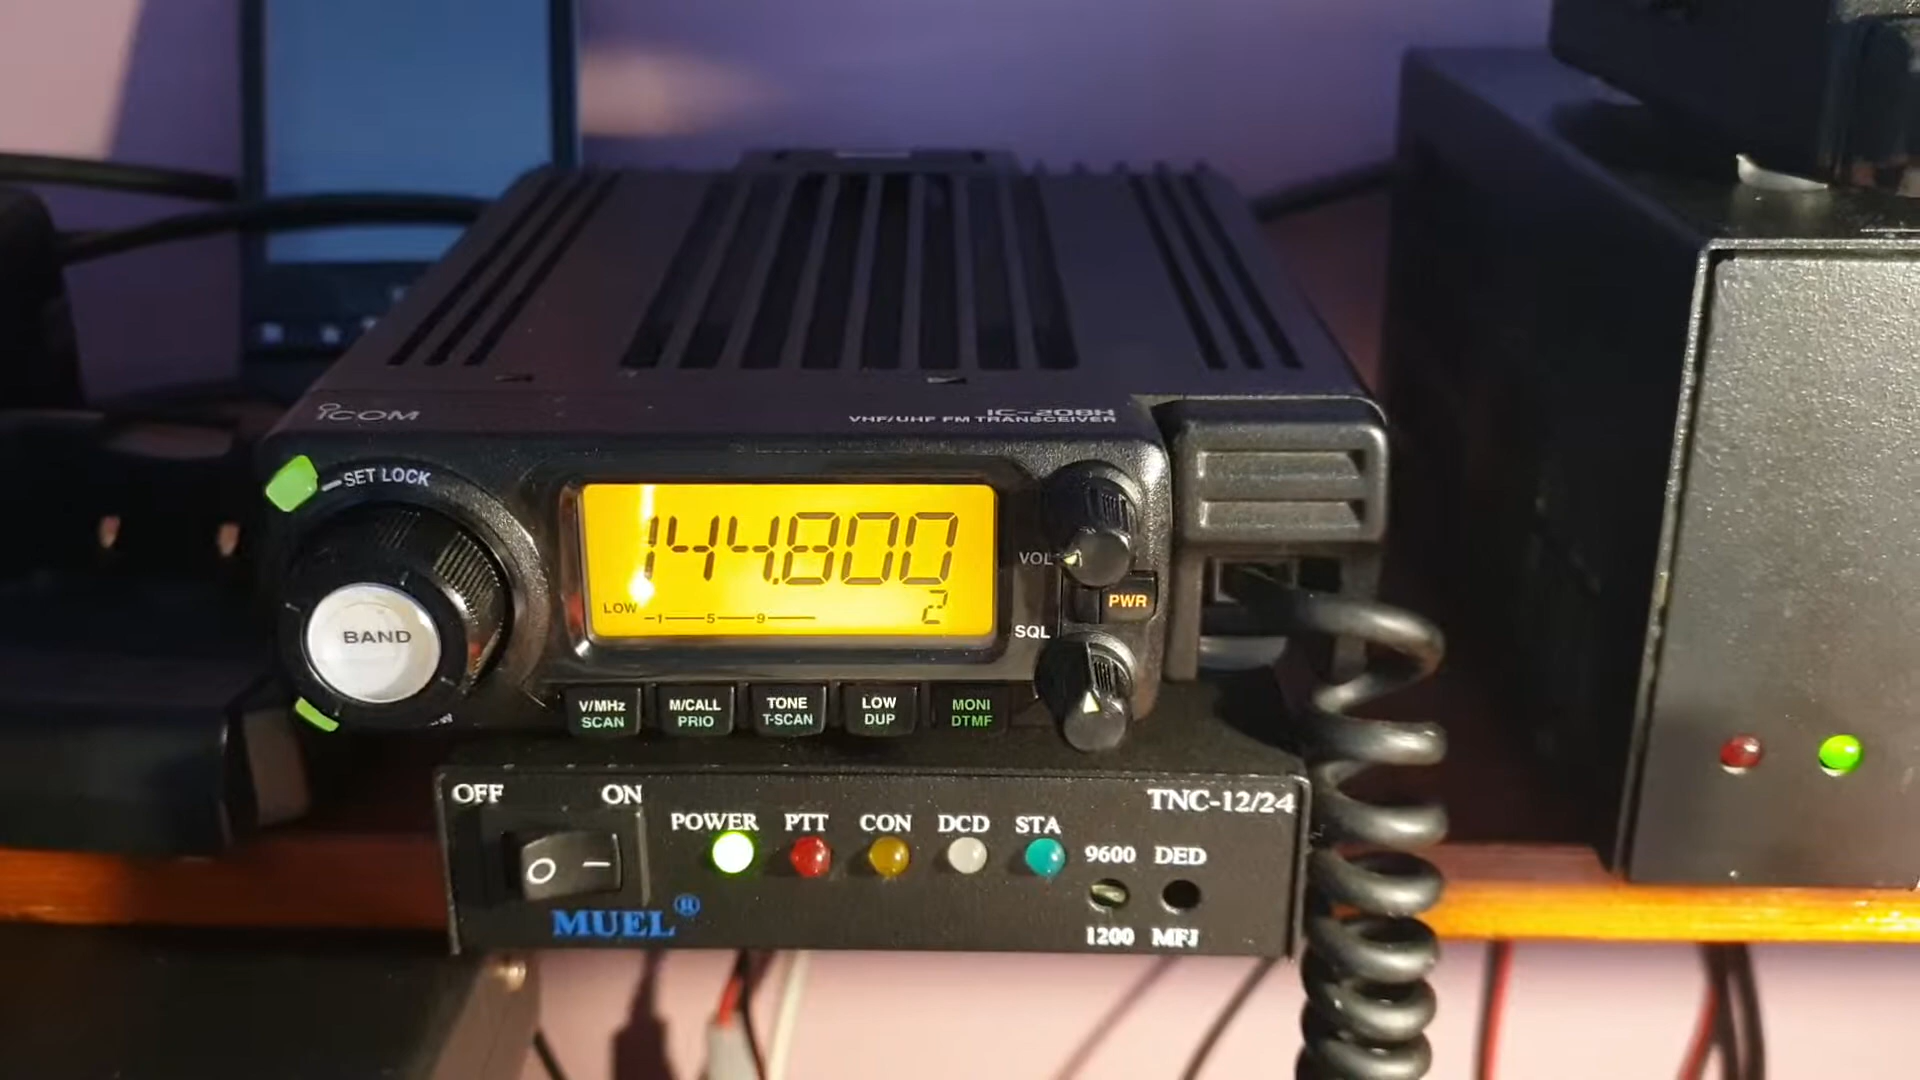 ICOM
IC-208H
VHF/UHF FM TRANSCEIVER
SET LOCK
144.800
LOW
1 5 9
2
VOL
PWR
SQL
BAND
V/MHz
SCAN
M/CALL
PRIO
TONE
T-SCAN
LOW
DUP
MONI
DTMF
OFF ON
TNC-12/24
POWER PTT CON DCD STA
9600 DED
O –
MUEL®
1200 MFJ